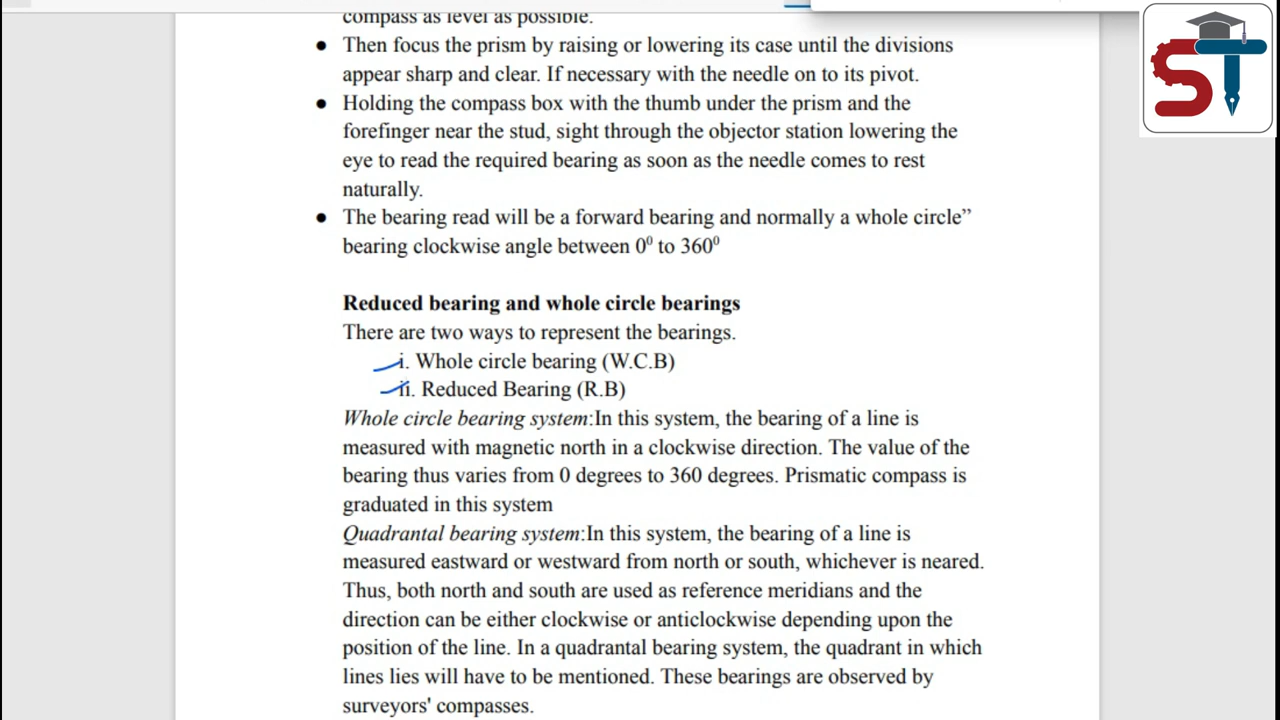 compass as level as possible.
● Then focus the prism by raising or lowering its case until the divisions
appear sharp and clear. If necessary with the needle on to its pivot.
● Holding the compass box with the thumb under the prism and the
forefinger near the stud, sight through the objector station lowering the
eye to read the required bearing as soon as the needle comes to rest
naturally.
● The bearing read will be a forward bearing and normally a whole circle”
bearing clockwise angle between 0⁰ to 360⁰
Reduced bearing and whole circle bearings
There are two ways to represent the bearings.
i. Whole circle bearing (W.C.B)
ii. Reduced Bearing (R.B)
Whole circle bearing system:In this system, the bearing of a line is
measured with magnetic north in a clockwise direction. The value of the
bearing thus varies from 0 degrees to 360 degrees. Prismatic compass is
graduated in this system
Quadrantal bearing system:In this system, the bearing of a line is
measured eastward or westward from north or south, whichever is neared.
Thus, both north and south are used as reference meridians and the
direction can be either clockwise or anticlockwise depending upon the
position of the line. In a quadrantal bearing system, the quadrant in which
lines lies will have to be mentioned. These bearings are observed by
surveyors' compasses.
ST